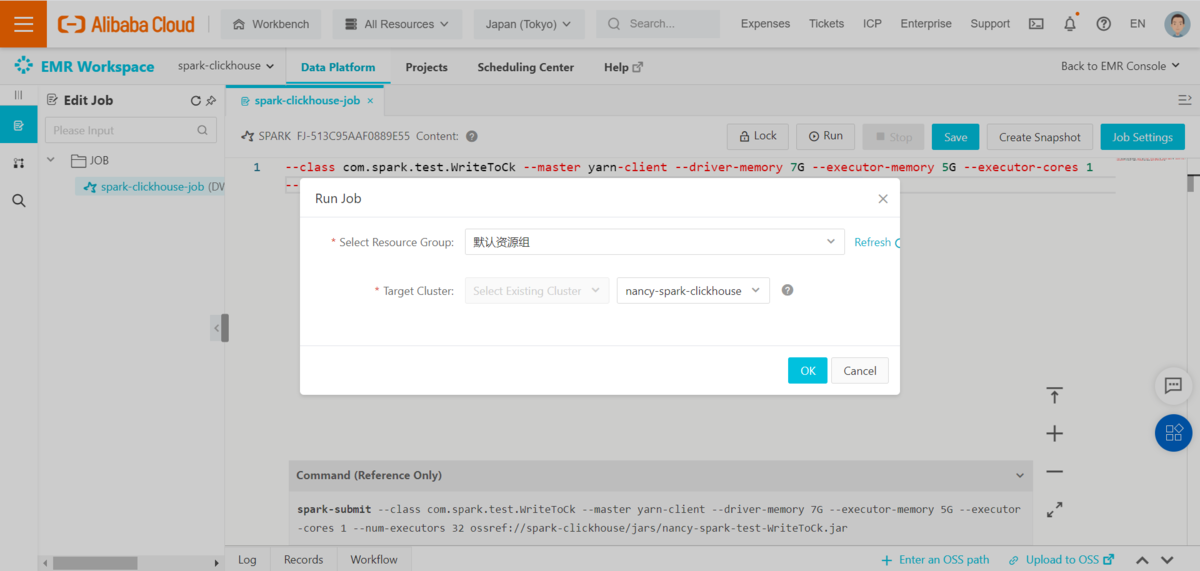 Alibaba Cloud
Workbench
All Resources
Japan (Tokyo)
Search...
Expenses
Tickets
ICP
Enterprise
Support
EN
EMR Workspace
spark-clickhouse
Data Platform
Projects
Scheduling Center
Help
Back to EMR Console
Edit Job
spark-clickhouse-job ×
Please Input
SPARK FJ-513C95AAF0889E55 Content:
Lock
Run
Stop
Save
Create Snapshot
Job Settings
JOB
spark-clickhouse-job (DV
1
--class com.spark.test.WriteToCk --master yarn-client --driver-memory 7G --executor-memory 5G --executor-cores 1
--
Run Job
* Select Resource Group:
默认资源组
Refresh
* Target Cluster:
Select Existing Cluster
nancy-spark-clickhouse
OK
Cancel
Command (Reference Only)
spark-submit --class com.spark.test.WriteToCk --master yarn-client --driver-memory 7G --executor-memory 5G --executor
-cores 1 --num-executors 32 ossref://spark-clickhouse/jars/nancy-spark-test-WriteToCk.jar
Log
Records
Workflow
Enter an OSS path
Upload to OSS